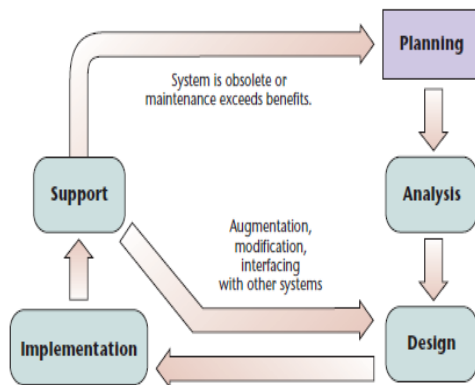 Planning
System is obsolete or
maintenance exceeds benefits.
Support
Analysis
Augmentation,
modification,
interfacing
with other systems
Implementation
Design